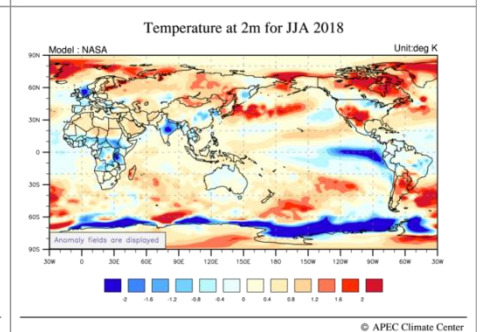 Temperature at 2m for JJA 2018
Model : NASA
Unit:deg K
90N
60N
30N
0
30S
60S
90S
Anomaly fields are displayed
30W 0 30E 60E 90E 120E 150E 180 150W 120W 90W 60W 30W
-2 -1.6 -1.2 -0.8 -0.4 0 0.4 0.8 1.2 1.6 2
© APEC Climate Center